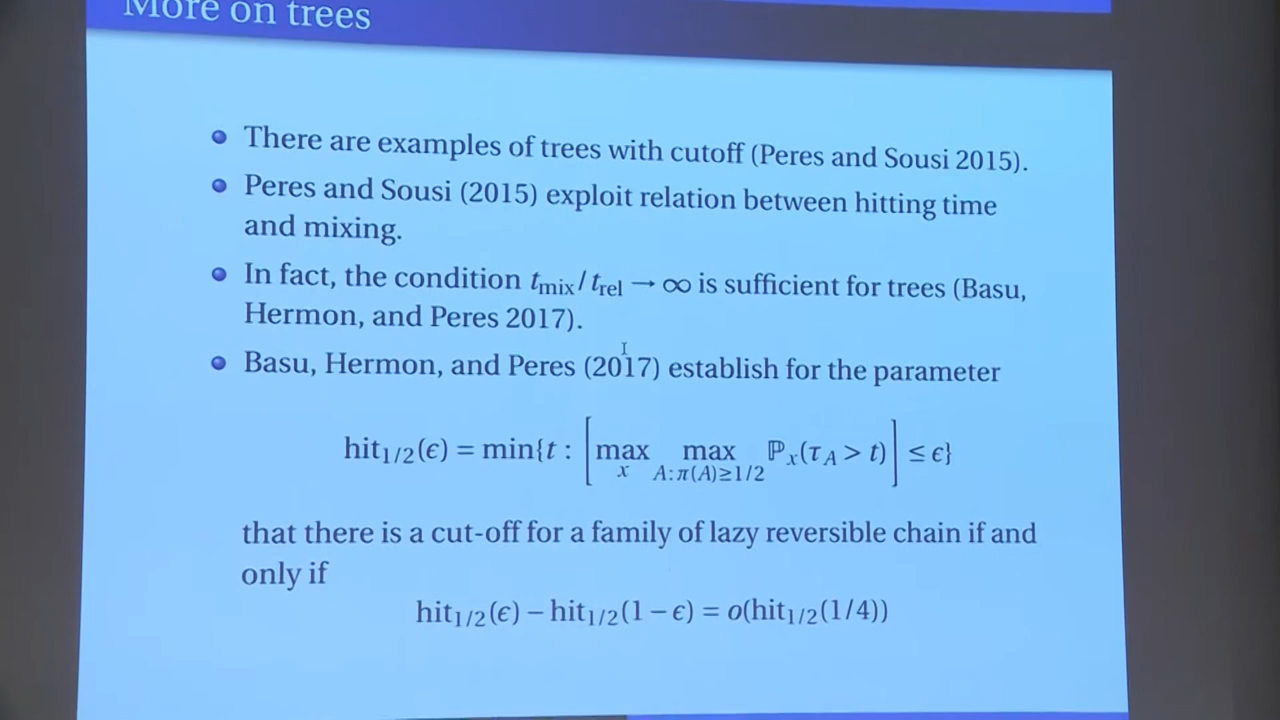 More on trees
There are examples of trees with cutoff (Peres and Sousi 2015).
Peres and Sousi (2015) exploit relation between hitting time
and mixing.
In fact, the condition t_mix/t_rel → ∞ is sufficient for trees (Basu,
Hermon, and Peres 2017).
Basu, Hermon, and Peres (2017) establish for the parameter
hit_{1/2}(ϵ) = min{t : [max_x max_{A:π(A)≥1/2} ℙ_x(τ_A > t)] ≤ ϵ}
that there is a cut-off for a family of lazy reversible chain if and
only if
hit_{1/2}(ϵ) − hit_{1/2}(1 − ϵ) = o(hit_{1/2}(1/4))